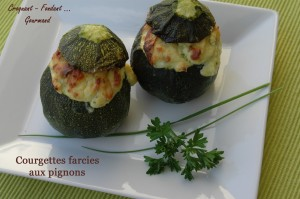 Croquant - Fondant ...
Gourmand
Courgettes farcies
aux pignons